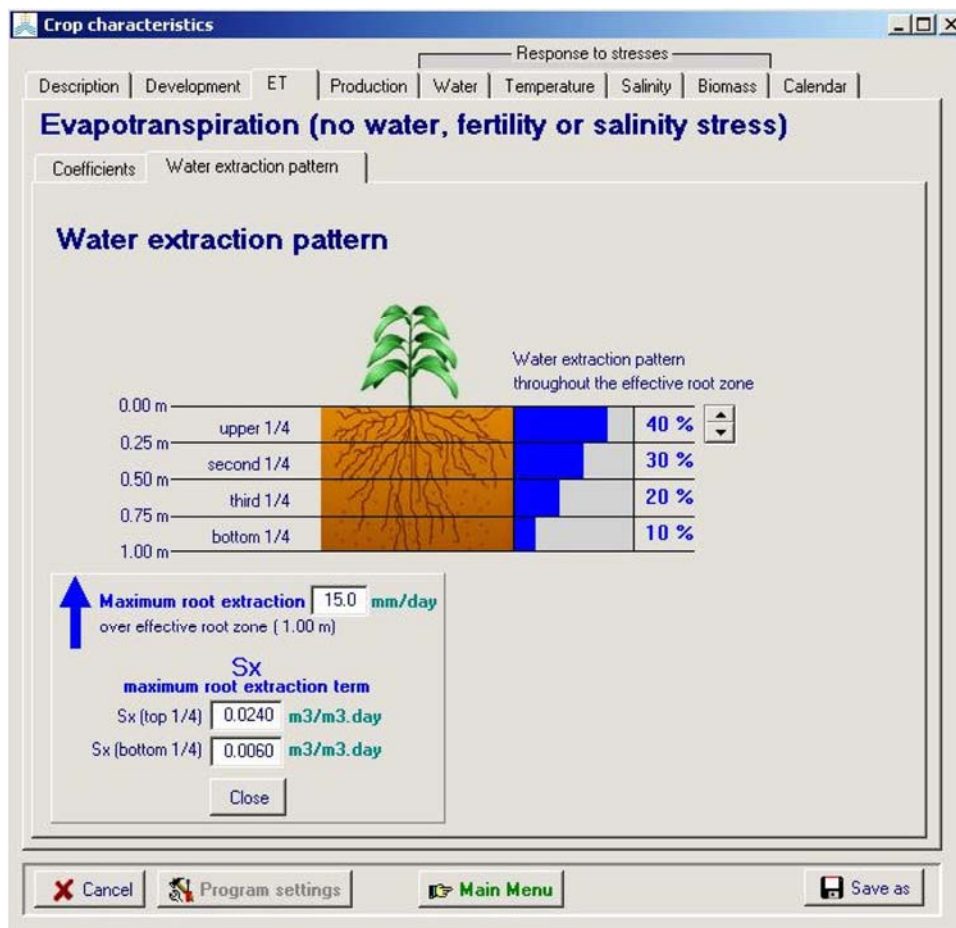 Crop characteristics
Response to stresses
Description Development ET Production Water Temperature Salinity Biomass Calendar
Evapotranspiration (no water, fertility or salinity stress)
Coefficients Water extraction pattern
Water extraction pattern
Water extraction pattern
throughout the effective root zone
0.00 m
upper 1/4 40 %
0.25 m
second 1/4 30 %
0.50 m
third 1/4 20 %
0.75 m
bottom 1/4 10 %
1.00 m
Maximum root extraction 15.0 mm/day
over effective root zone ( 1.00 m)
Sx
maximum root extraction term
Sx (top 1/4) 0.0240 m3/m3.day
Sx (bottom 1/4) 0.0060 m3/m3.day
Close
Cancel Program settings Main Menu Save as